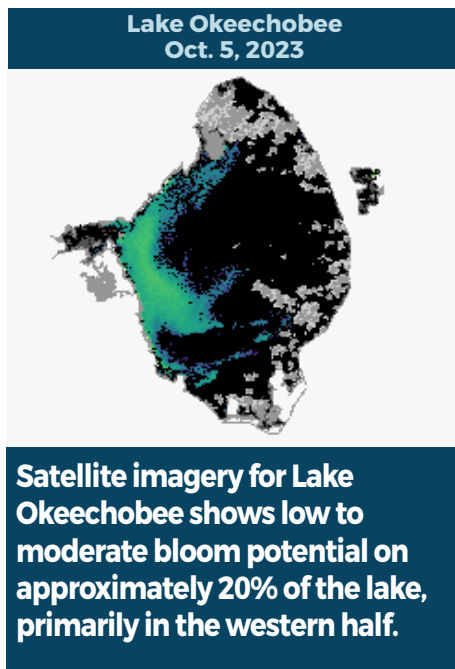 Lake Okeechobee
Oct. 5, 2023
Satellite imagery for Lake
Okeechobee shows low to
moderate bloom potential on
approximately 20% of the lake,
primarily in the western half.